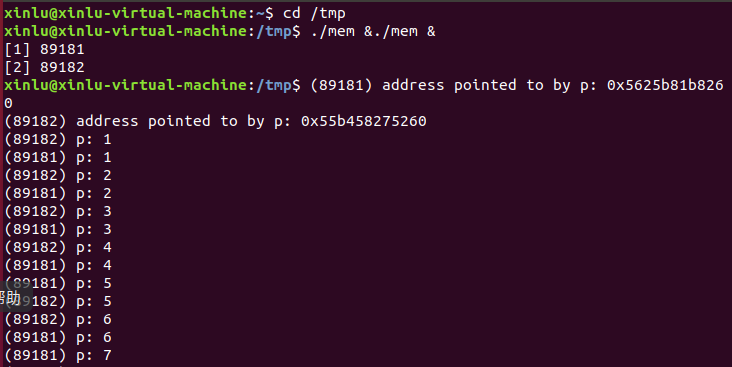 xinlu@xinlu-virtual-machine:~$ cd /tmp
xinlu@xinlu-virtual-machine:/tmp$ ./mem &./mem &
[1] 89181
[2] 89182
xinlu@xinlu-virtual-machine:/tmp$ (89181) address pointed to by p: 0x5625b81b826
0
(89182) address pointed to by p: 0x55b458275260
(89182) p: 1
(89181) p: 1
(89182) p: 2
(89181) p: 2
(89182) p: 3
(89181) p: 3
(89182) p: 4
(89181) p: 4
(89181) p: 5
帮助
(89182) p: 5
(89182) p: 6
(89181) p: 6
(89181) p: 7